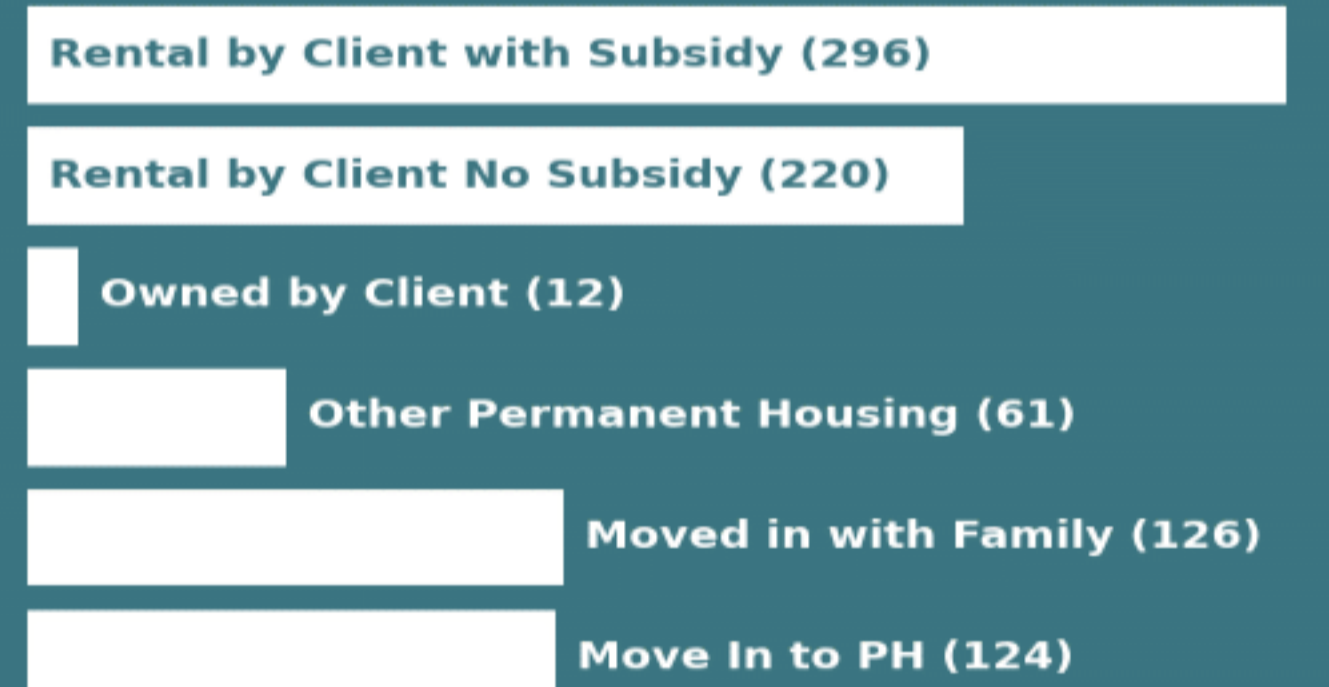 Rental by Client with Subsidy (296)
Rental by Client No Subsidy (220)
Owned by Client (12)
Other Permanent Housing (61)
Moved in with Family (126)
Move In to PH (124)